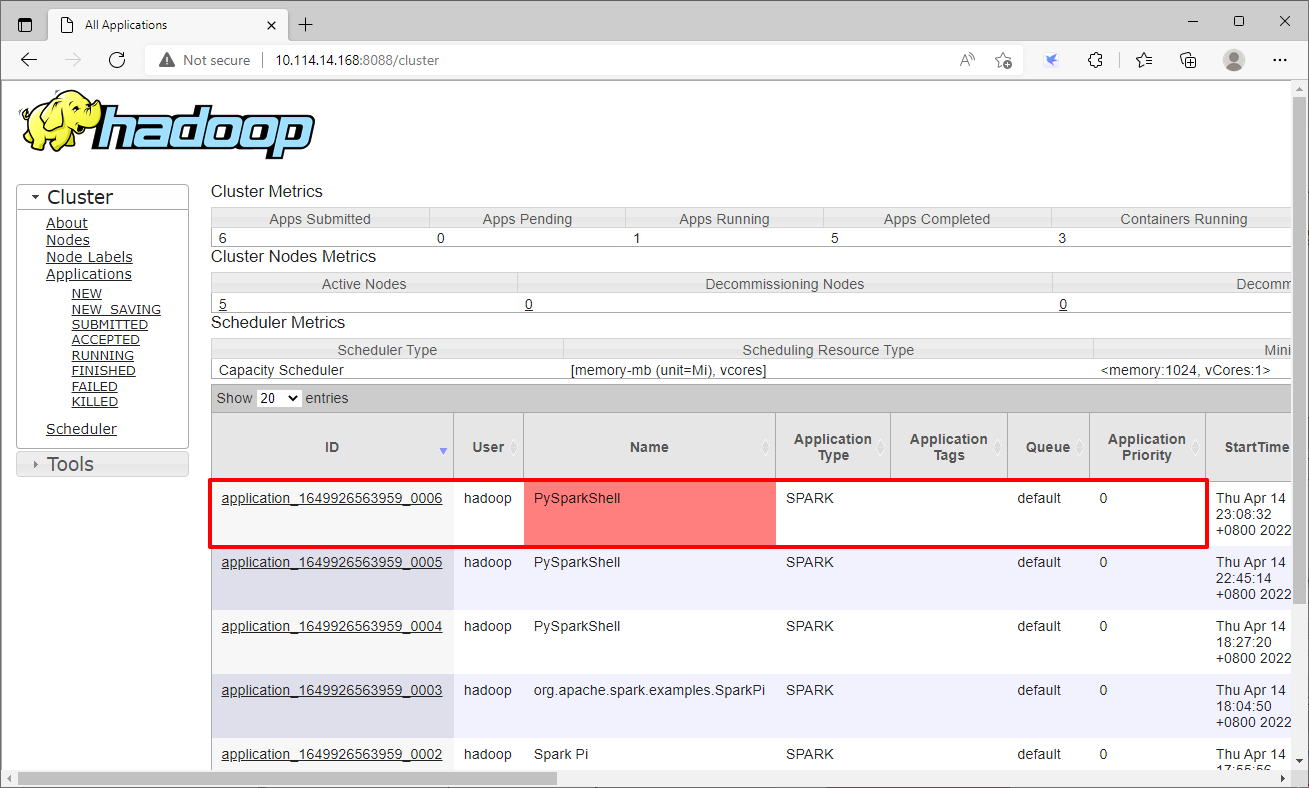 All Applications
Not secure
10.114.14.168:8088/cluster
hadoop
Cluster
About
Nodes
Node Labels
Applications
NEW
NEW_SAVING
SUBMITTED
ACCEPTED
RUNNING
FINISHED
FAILED
KILLED
Scheduler
Tools
Cluster Metrics
Apps Submitted Apps Pending Apps Running Apps Completed Containers Running
6 0 1 5 3
Cluster Nodes Metrics
Active Nodes Decommissioning Nodes Decomm
5 0 0
Scheduler Metrics
Scheduler Type Scheduling Resource Type Mini
Capacity Scheduler [memory-mb (unit=Mi), vcores] <memory:1024, vCores:1>
Show 20 entries
ID User Name Application Type Application Tags Queue Application Priority StartTime
application_1649926563959_0006 hadoop PySparkShell SPARK default 0 Thu Apr 14
23:08:32
+0800 2022
application_1649926563959_0005 hadoop PySparkShell SPARK default 0 Thu Apr 14
22:45:14
+0800 2022
application_1649926563959_0004 hadoop PySparkShell SPARK default 0 Thu Apr 14
18:27:20
+0800 2022
application_1649926563959_0003 hadoop org.apache.spark.examples.SparkPi SPARK default 0 Thu Apr 14
18:04:50
+0800 2022
application_1649926563959_0002 hadoop Spark Pi SPARK default 0 Thu Apr 14